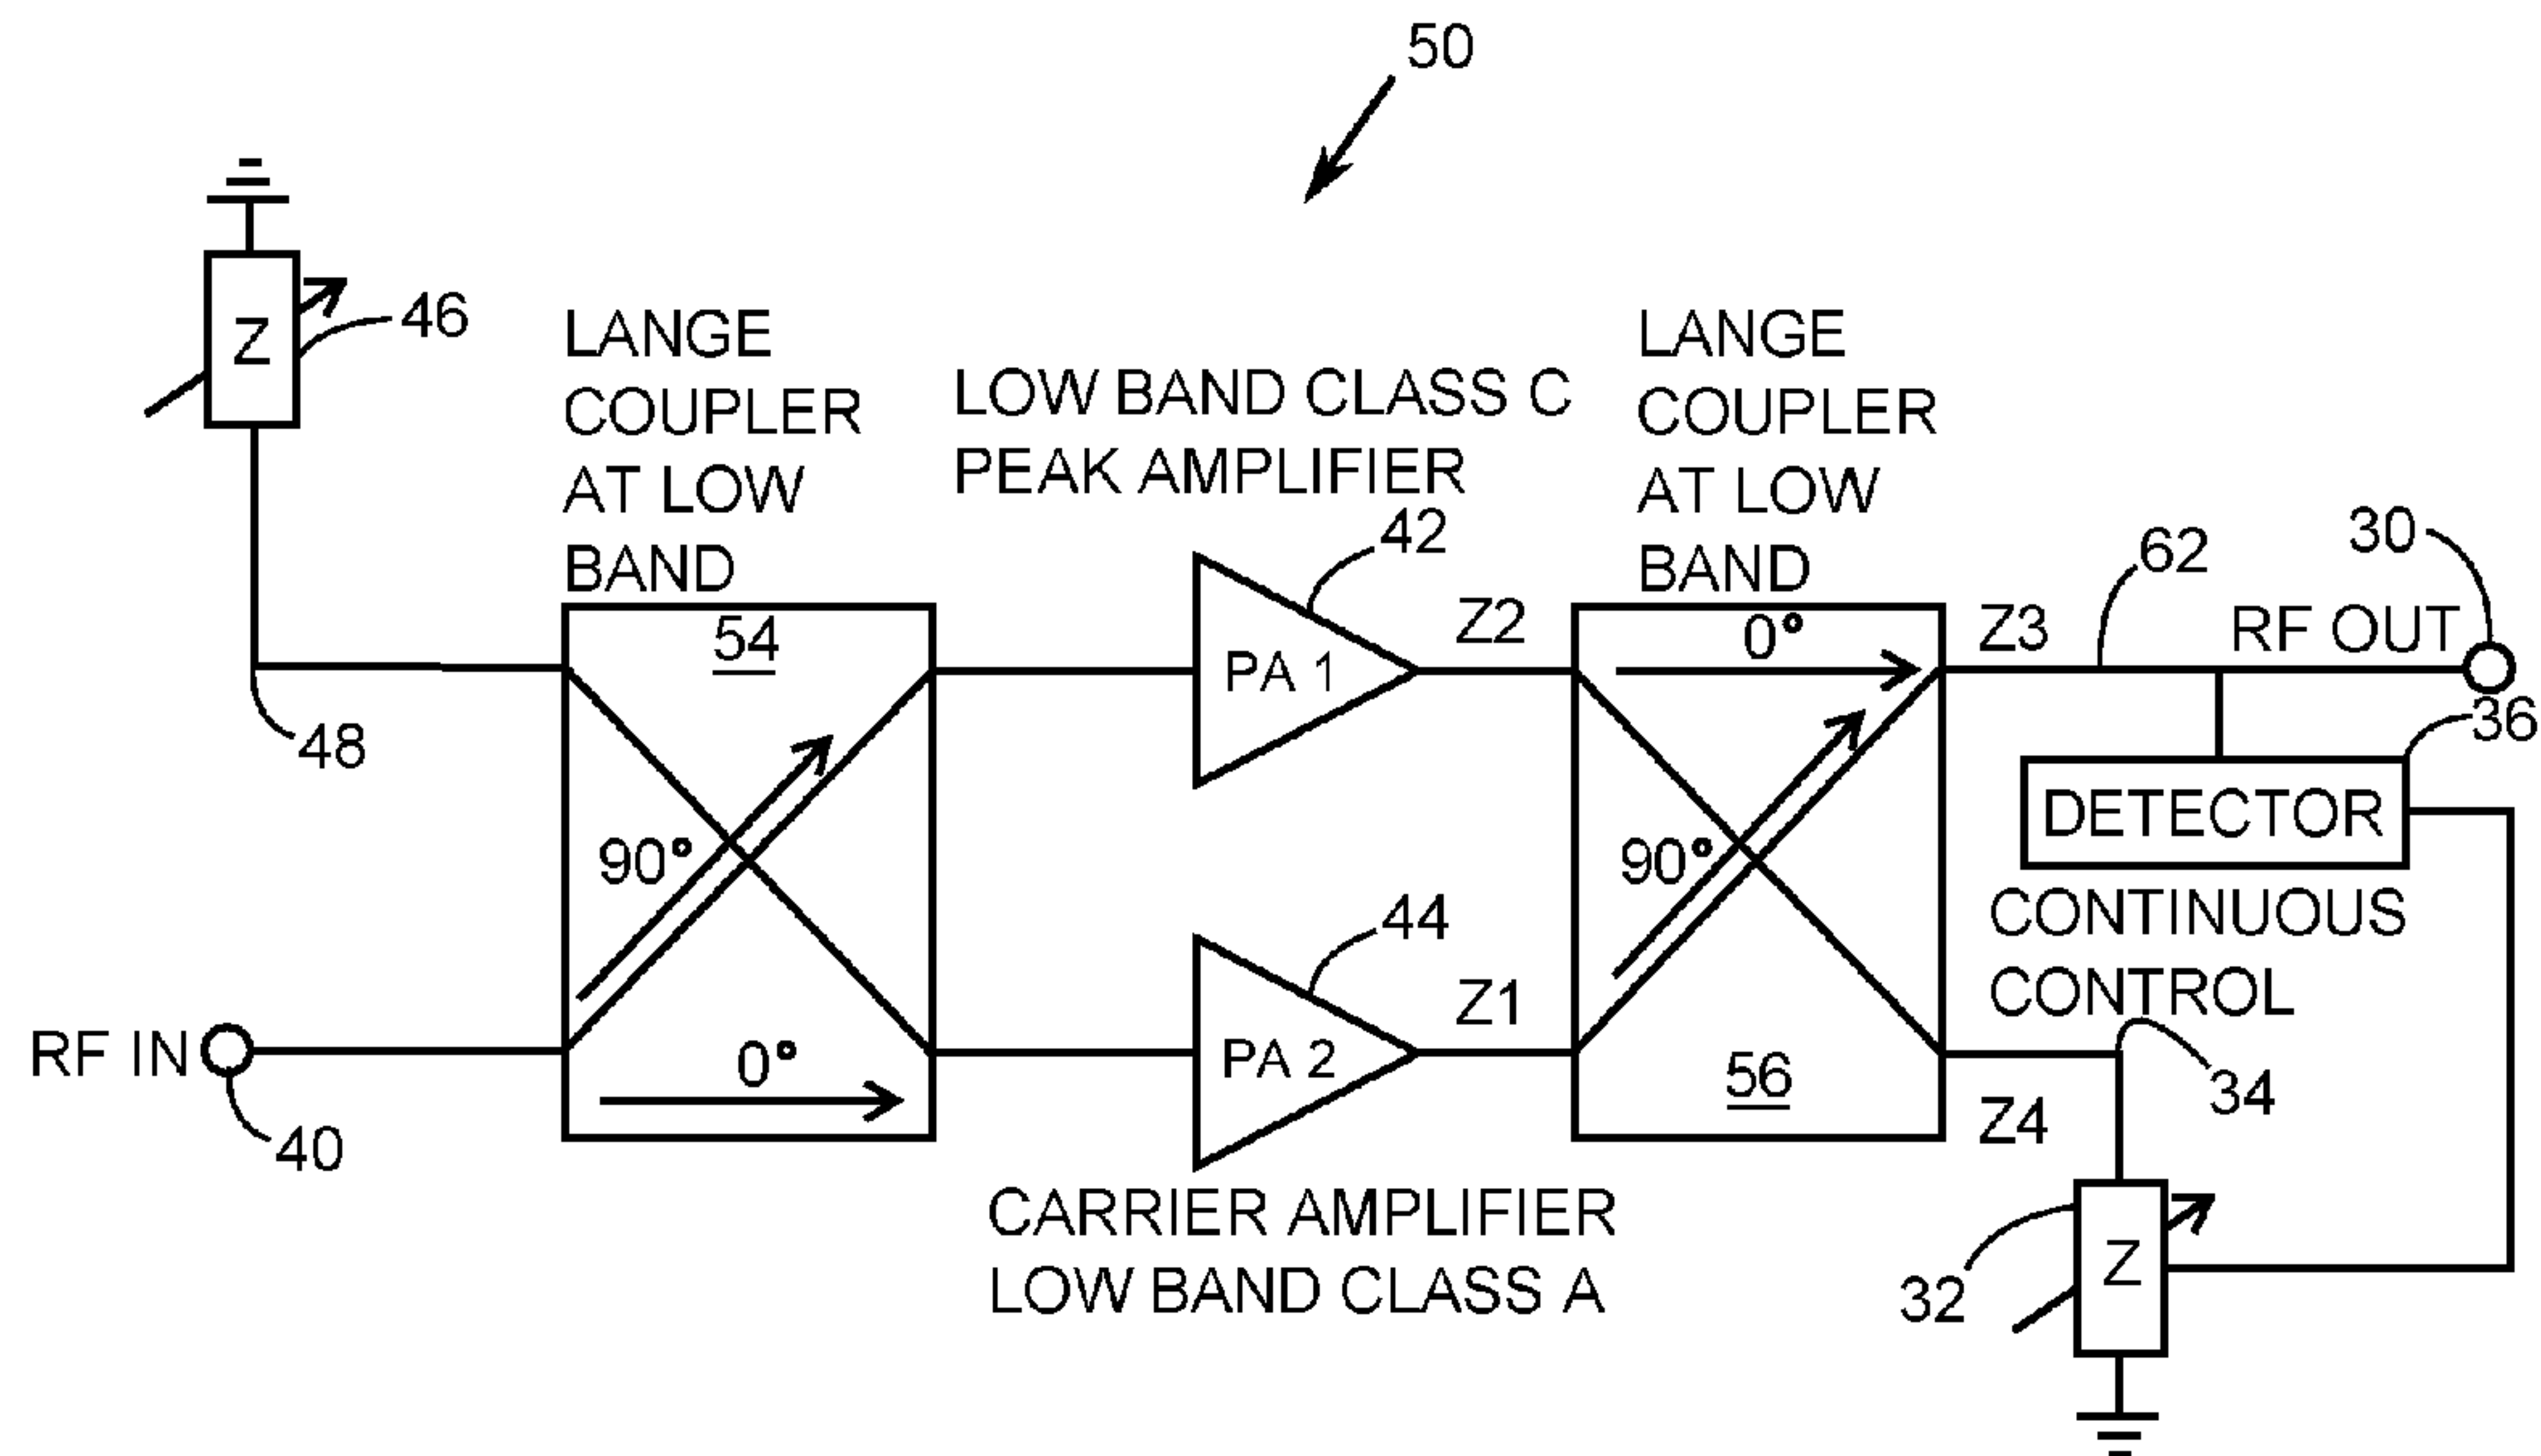 50
Z
46
LANGE
COUPLER
AT LOW
BAND
LOW BAND CLASS C
PEAK AMPLIFIER
LANGE
COUPLER
AT LOW
BAND
42
30
62
54
PA 1
Z2
0°
Z3
RF OUT
48
36
DETECTOR
90°
90°
44
CONTINUOUS
CONTROL
RF IN
0°
PA 2
Z1
56
34
40
Z4
CARRIER AMPLIFIER
LOW BAND CLASS A
32
Z